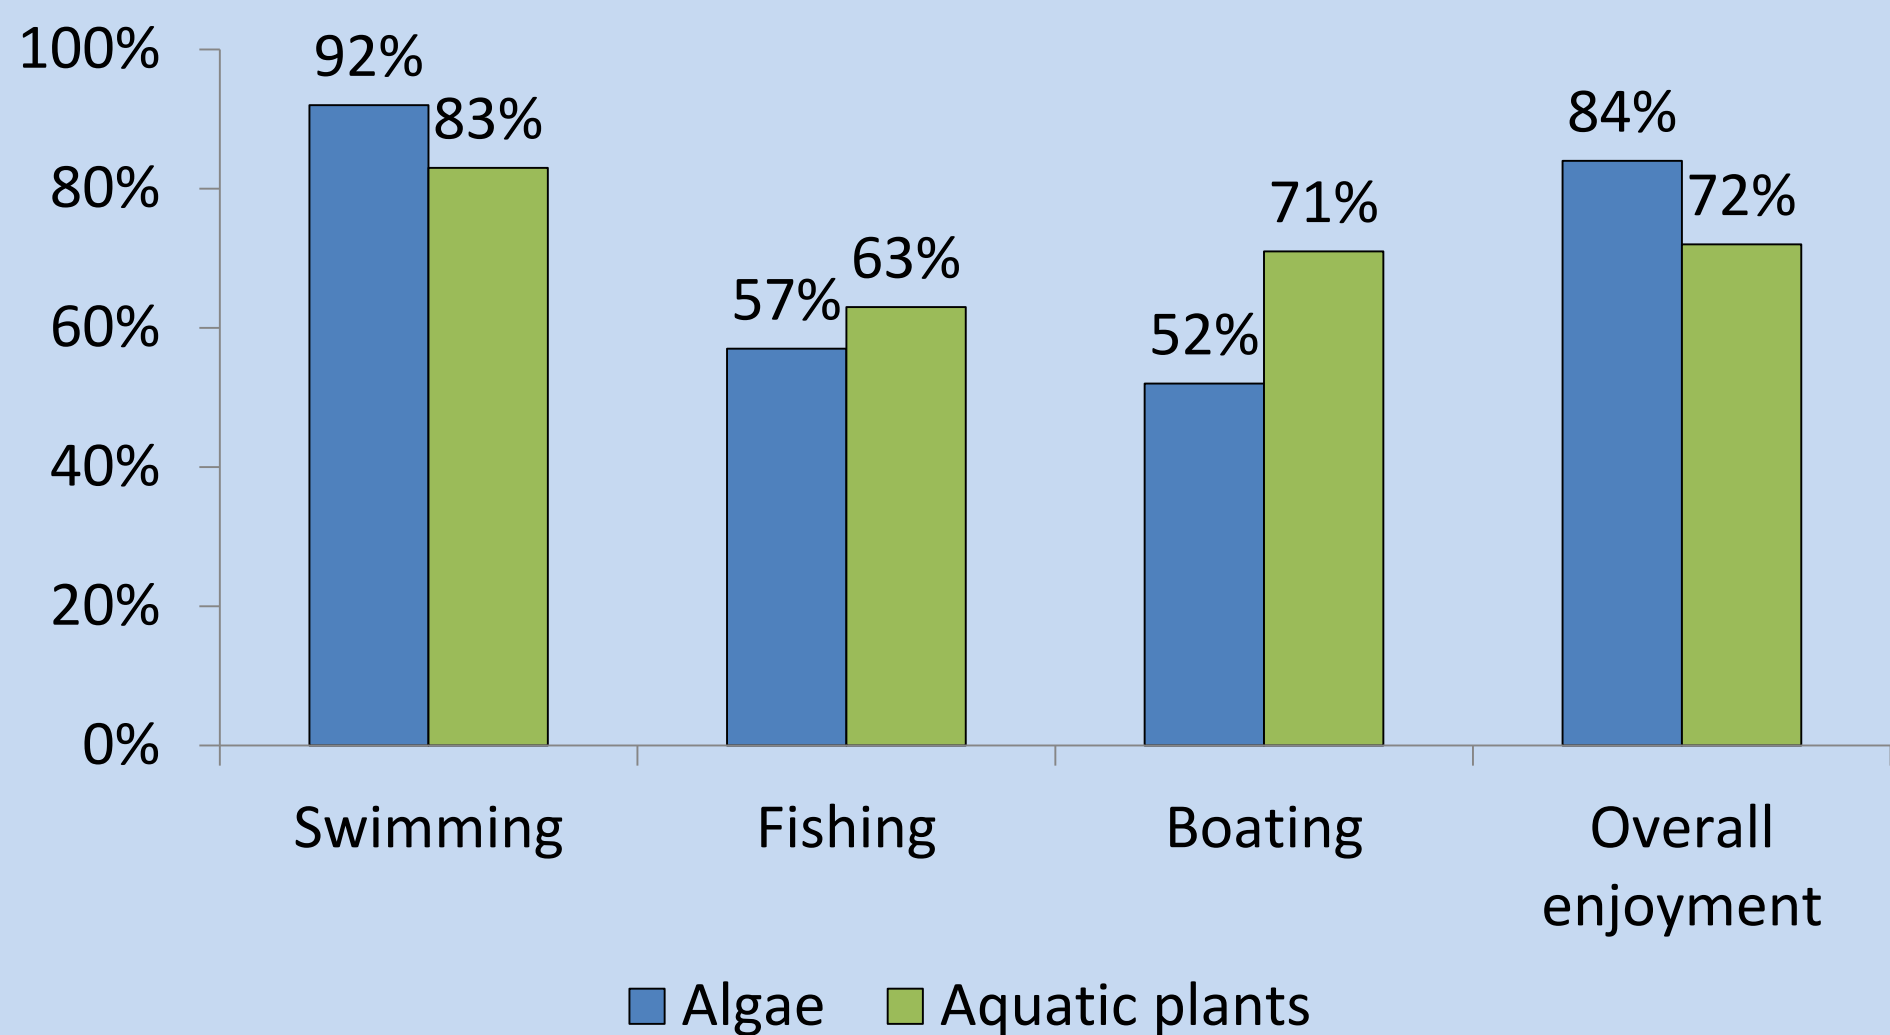 100%
80%
60%
40%
20%
0%
92%
83%
57%
63%
52%
71%
84%
72%
Swimming
Fishing
Boating
Overall
enjoyment
Algae
Aquatic plants